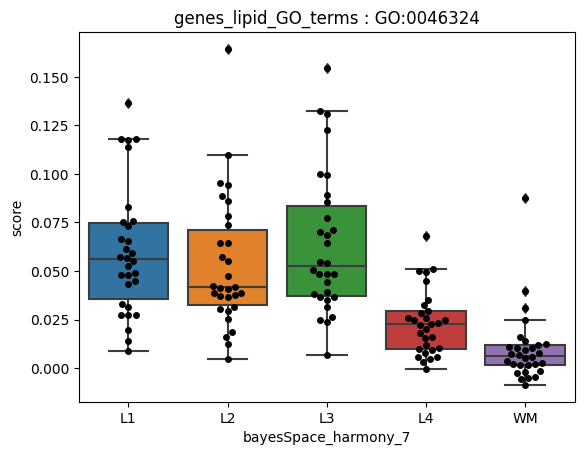 genes_lipid_GO_terms : GO:0046324
0.150
0.125
0.100
0.075
0.050
0.025
0.000
score
L1 L2 L3 L4 WM
bayesSpace_harmony_7